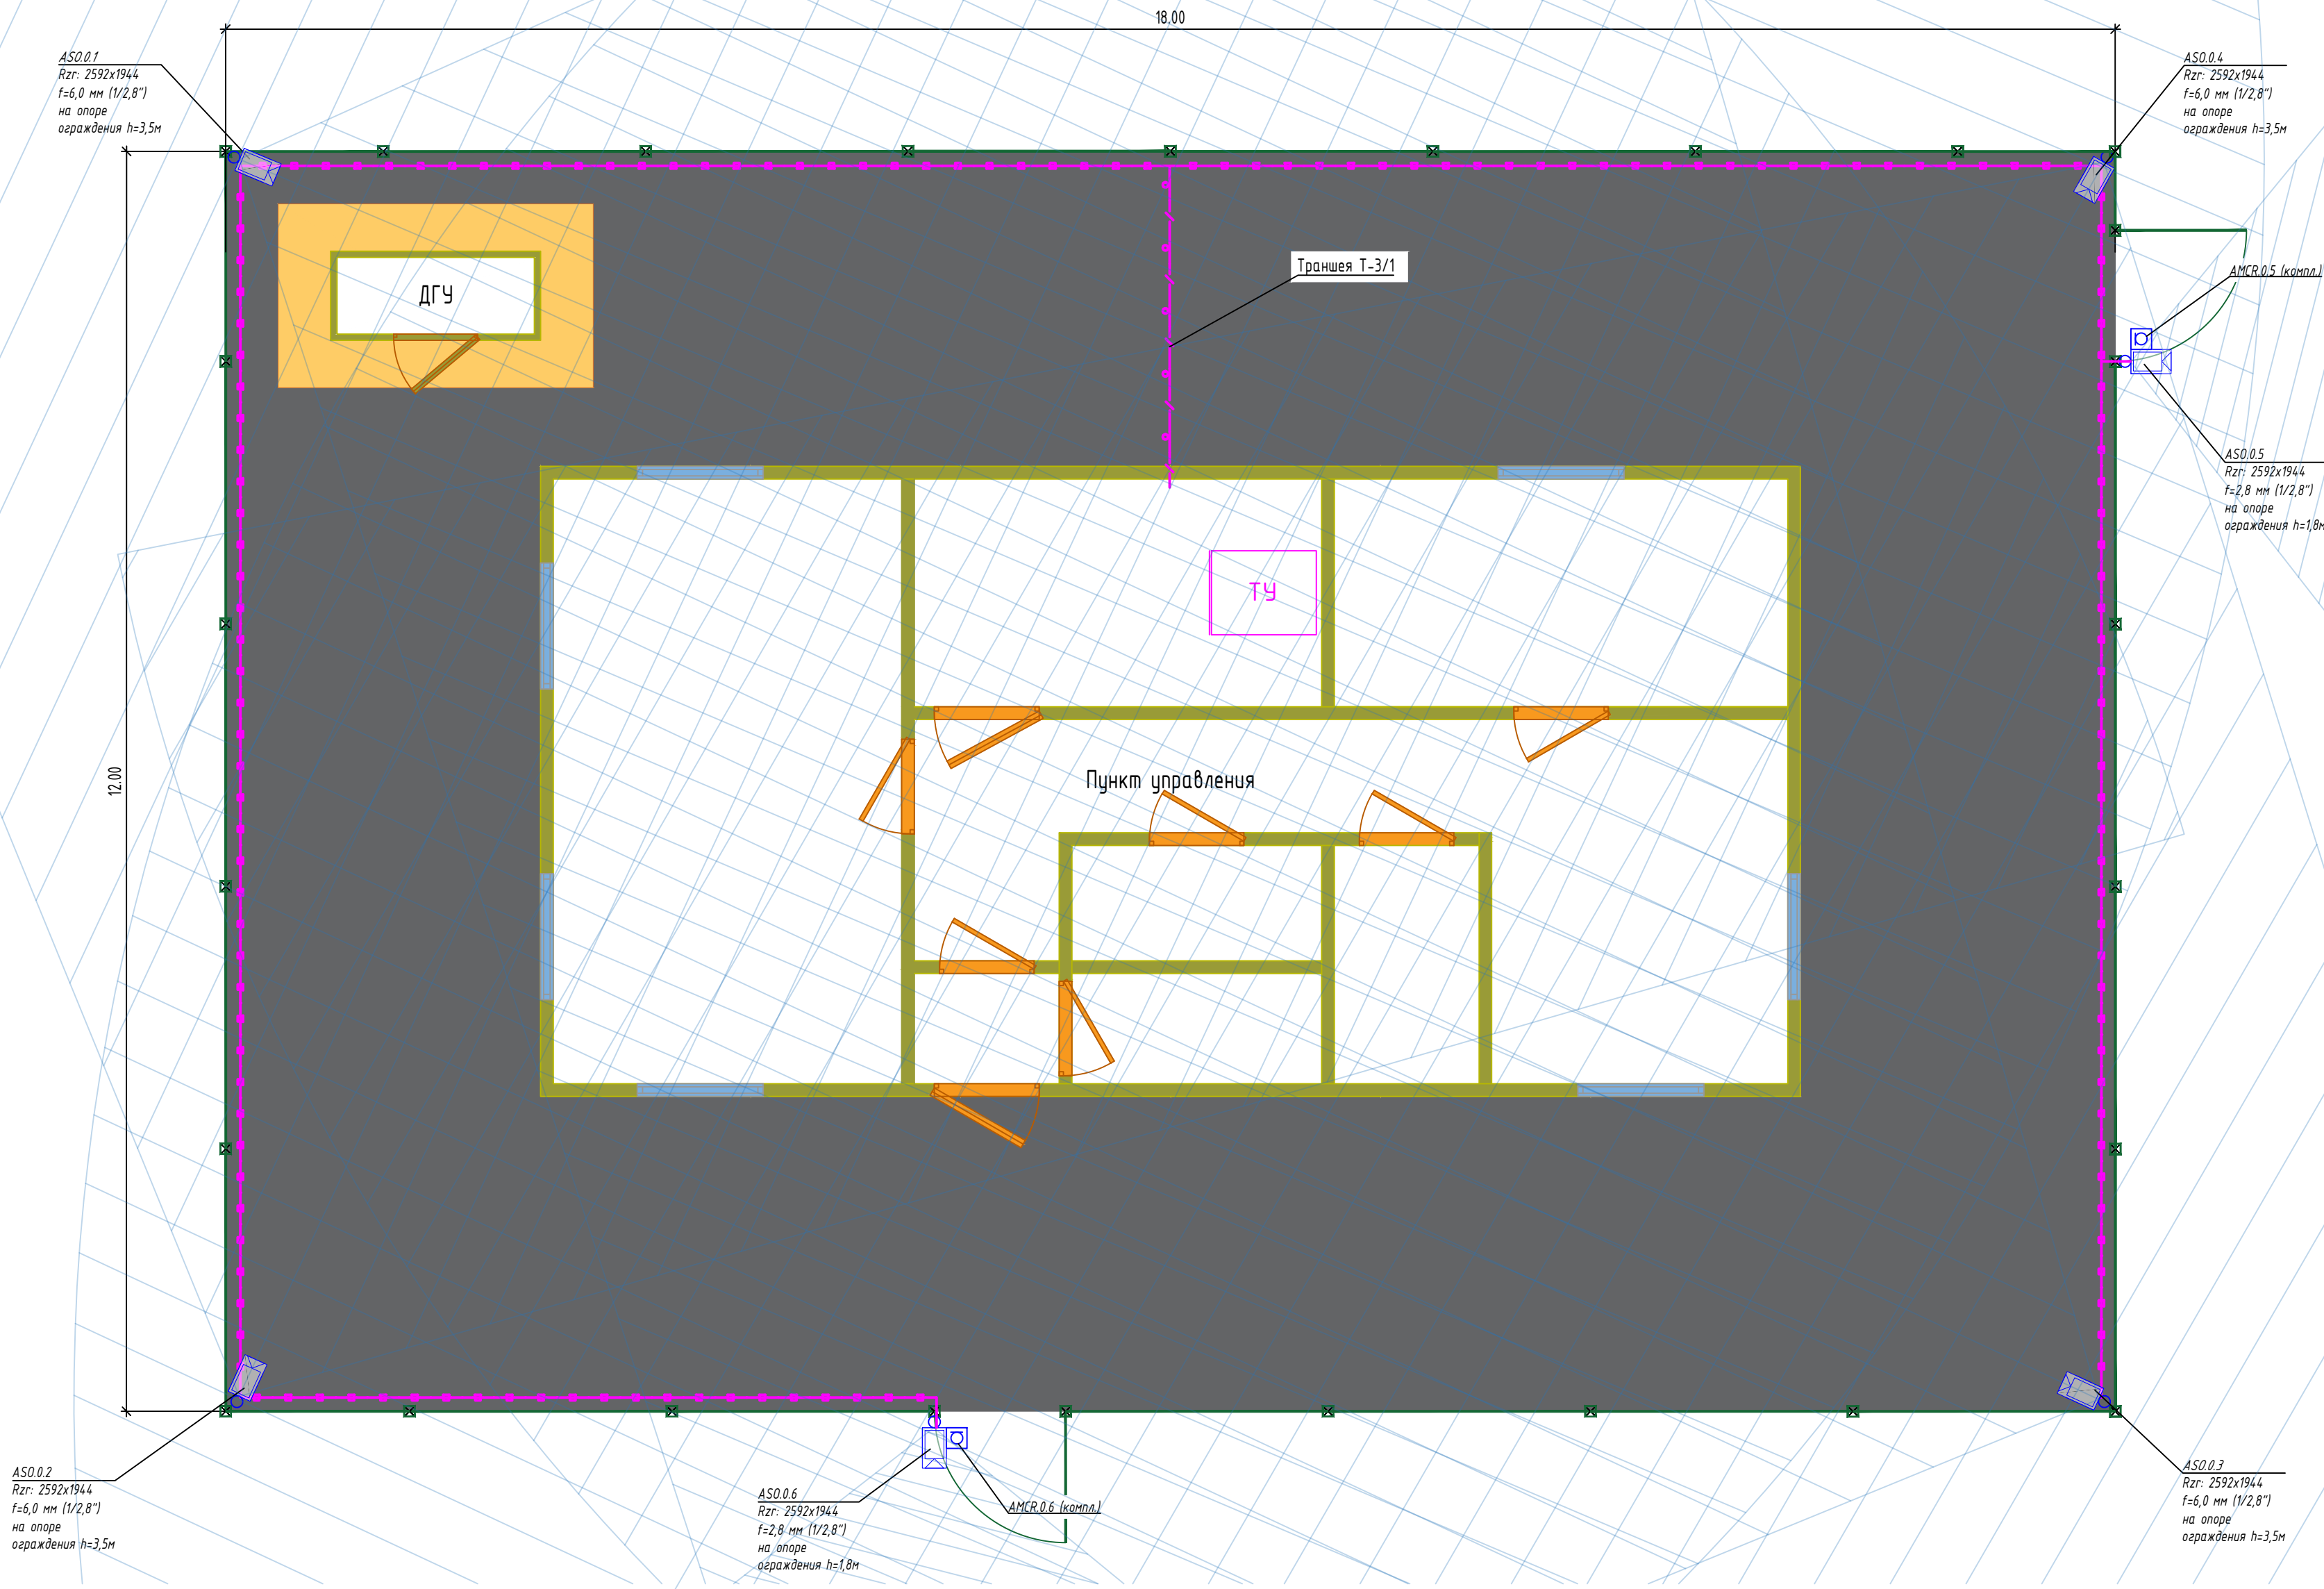 18.00
ASO.0.1
Rzr: 2592x1944
f=6,0 мм (1/2,8")
на опоре
ограждения h=3,5м
ASO.0.4
Rzr: 2592x1944
f=6,0 мм (1/2,8")
на опоре
ограждения h=3,5м
Траншея Т-3/1
AMCR.0.5 (компл.)
ДГУ
ASO.0.5
Rzr: 2592x1944
f=2,8 мм (1/2,8")
на опоре
ограждения h=1,8м
ТУ
12.00
Пункт управления
ASO.0.2
Rzr: 2592x1944
f=6,0 мм (1/2,8")
на опоре
ограждения h=3,5м
ASO.0.6
Rzr: 2592x1944
f=2,8 мм (1/2,8")
на опоре
ограждения h=1,8м
AMCR.0.6 (компл.)
ASO.0.3
Rzr: 2592x1944
f=6,0 мм (1/2,8")
на опоре
ограждения h=3,5м